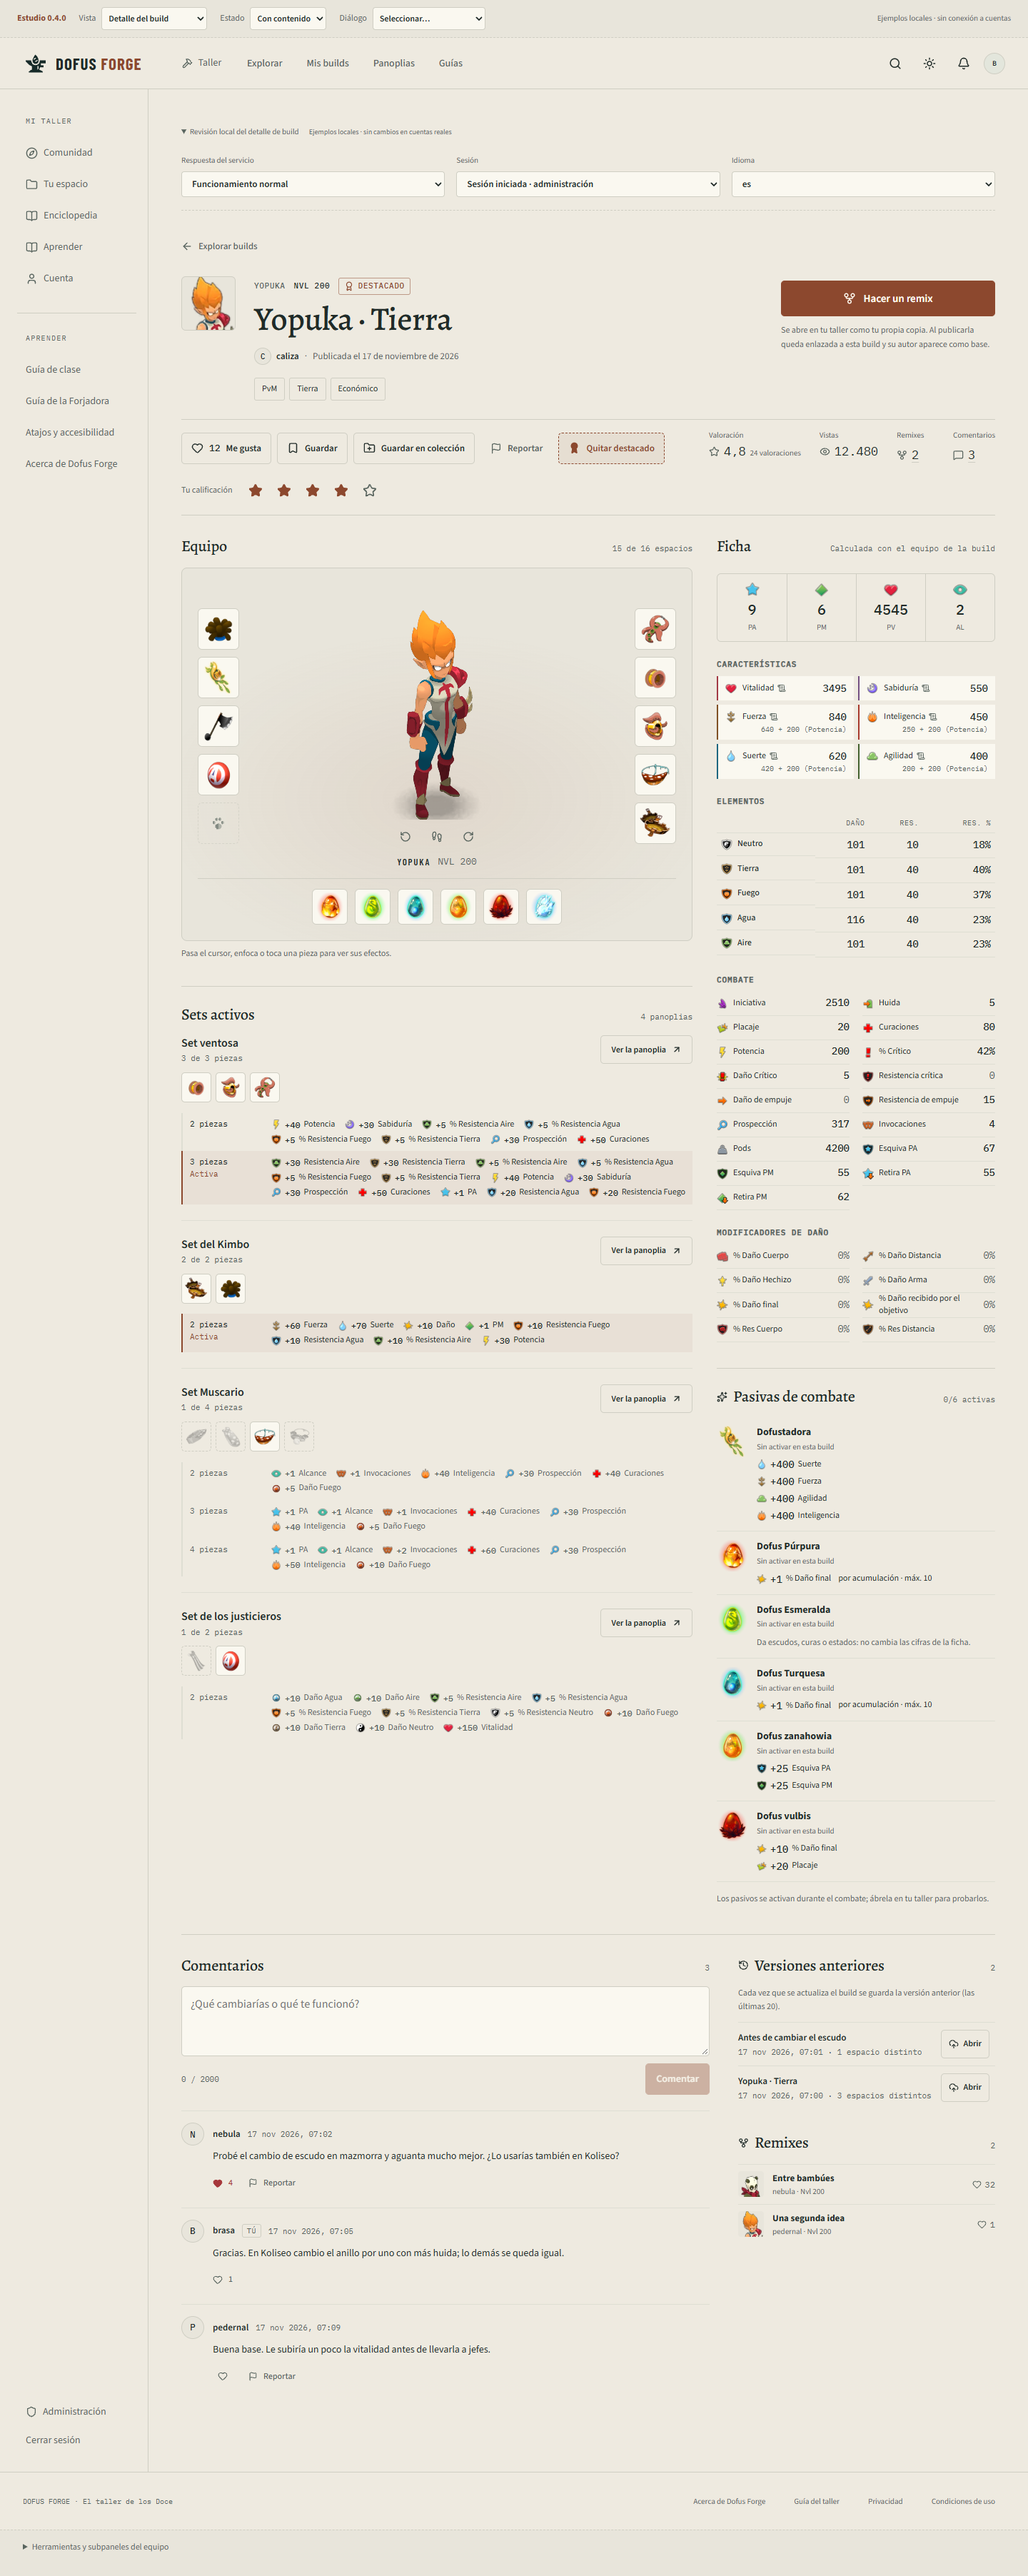 Estudio 0.4.0 Vista Detalle del build Estado Con contenido Diálogo Seleccionar... Ejemplos locales · sin conexión a cuentas
DOFUS FORGE Taller Explorar Mis builds Panoplias Guías B
MI TALLER
Comunidad
Tu espacio
Enciclopedia
Aprender
Cuenta
APRENDER
Guía de clase
Guía de la Forjadora
Atajos y accesibilidad
Acerca de Dofus Forge
▼ Revisión local del detalle de build Ejemplos locales · sin cambios en cuentas reales
Respuesta del servicio Sesión Idioma
Funcionamiento normal Sesión iniciada · administración es
Explorar builds
YOPUKA NVL 200 DESTACADO
Yopuka · Tierra
C caliza · Publicada el 17 de noviembre de 2026
PvM Tierra Económico
Hacer un remix
Se abre en tu taller como tu propia copia. Al publicarla
queda enlazada a esta build y su autor aparece como base.
12 Me gusta Guardar Guardar en colección Reportar Quitar destacado
Valoración Vistas Remixes Comentarios
4,8 24 valoraciones 12.480 2 3
Tu calificación
Equipo 15 de 16 espacios
YOPUKA NVL 200
Pasa el cursor, enfoca o toca una pieza para ver sus efectos.
Sets activos 4 panoplias
Set ventosa Ver la panoplia
3 de 3 piezas
2 piezas +40 Potencia +30 Sabiduría +5 % Resistencia Aire +5 % Resistencia Agua
+5 % Resistencia Fuego +5 % Resistencia Tierra +30 Prospección +50 Curaciones
3 piezas +30 Resistencia Aire +30 Resistencia Tierra +5 % Resistencia Aire +5 % Resistencia Agua
Activa +5 % Resistencia Fuego +5 % Resistencia Tierra +40 Potencia +30 Sabiduría
+30 Prospección +50 Curaciones +1 PA +20 Resistencia Agua +20 Resistencia Fuego
Set del Kimbo Ver la panoplia
2 de 2 piezas
2 piezas +60 Fuerza +70 Suerte +10 Daño +1 PM +10 Resistencia Fuego
Activa +10 Resistencia Agua +10 % Resistencia Aire +30 Potencia
Set Muscario Ver la panoplia
1 de 4 piezas
2 piezas +1 Alcance +1 Invocaciones +40 Inteligencia +30 Prospección +40 Curaciones
+5 Daño Fuego
3 piezas +1 PA +1 Alcance +1 Invocaciones +40 Curaciones +30 Prospección
+40 Inteligencia +5 Daño Fuego
4 piezas +1 PA +1 Alcance +2 Invocaciones +60 Curaciones +30 Prospección
+50 Inteligencia +10 Daño Fuego
Set de los justicieros Ver la panoplia
1 de 2 piezas
2 piezas +10 Daño Agua +10 Daño Aire +5 % Resistencia Aire +5 % Resistencia Agua
+5 % Resistencia Fuego +5 % Resistencia Tierra +5 % Resistencia Neutro +10 Daño Fuego
+10 Daño Tierra +10 Daño Neutro +150 Vitalidad
Ficha Calculada con el equipo de la build
9 6 4545 2
PA PM PV AL
CARACTERÍSTICAS
Vitalidad 3495 Sabiduría 550
Fuerza 840 Inteligencia 450
640 + 200 (Potencia) 250 + 200 (Potencia)
Suerte 620 Agilidad 400
420 + 200 (Potencia) 200 + 200 (Potencia)
ELEMENTOS
DAÑO RES. RES. %
Neutro 101 10 18%
Tierra 101 40 40%
Fuego 101 40 37%
Agua 116 40 23%
Aire 101 40 23%
COMBATE
Iniciativa 2510 Huida 5
Placaje 20 Curaciones 80
Potencia 200 % Crítico 42%
Daño Crítico 5 Resistencia crítica 0
Daño de empuje 0 Resistencia de empuje 15
Prospección 317 Invocaciones 4
Pods 4200 Esquiva PA 67
Esquiva PM 55 Retira PA 55
Retira PM 62
MODIFICADORES DE DAÑO
% Daño Cuerpo 0% % Daño Distancia 0%
% Daño Hechizo 0% % Daño Arma 0%
% Daño final 0% % Daño recibido por el objetivo 0%
% Res Cuerpo 0% % Res Distancia 0%
Pasivas de combate 0/6 activas
Dofustadora
Sin activar en esta build
+400 Suerte
+400 Fuerza
+400 Agilidad
+400 Inteligencia
Dofus Púrpura
Sin activar en esta build
+1 % Daño final por acumulación · máx. 10
Dofus Esmeralda
Sin activar en esta build
Da escudos, curas o estados: no cambia las cifras de la ficha.
Dofus Turquesa
Sin activar en esta build
+1 % Daño final por acumulación · máx. 10
Dofus zanahowia
Sin activar en esta build
+25 Esquiva PA
+25 Esquiva PM
Dofus vulbis
Sin activar en esta build
+10 % Daño final
+20 Placaje
Los pasivos se activan durante el combate; ábrela en tu taller para probarlos.
Comentarios 3
¿Qué cambiarías o qué te funcionó?
0 / 2000 Comentar
N nebula 17 nov 2026, 07:02
Probé el cambio de escudo en mazmorra y aguanta mucho mejor. ¿Lo usarías también en Koliseo?
4 Reportar
B brasa TÚ 17 nov 2026, 07:05
Gracias. En Koliseo cambio el anillo por uno con más huida; lo demás se queda igual.
1
P pedernal 17 nov 2026, 07:09
Buena base. Le subiría un poco la vitalidad antes de llevarla a jefes.
Reportar
Versiones anteriores 2
Cada vez que se actualiza el build se guarda la versión anterior (las
últimas 20).
Antes de cambiar el escudo Abrir
17 nov 2026, 07:01 · 1 espacio distinto
Yopuka · Tierra Abrir
17 nov 2026, 07:00 · 3 espacios distintos
Remixes 2
Entre bambúes 32
nebula · Nvl 200
Una segunda idea 1
pedernal · Nvl 200
Administración
Cerrar sesión
DOFUS FORGE · El taller de los Doce Acerca de Dofus Forge Guía del taller Privacidad Condiciones de uso
▶ Herramientas y subpaneles del equipo